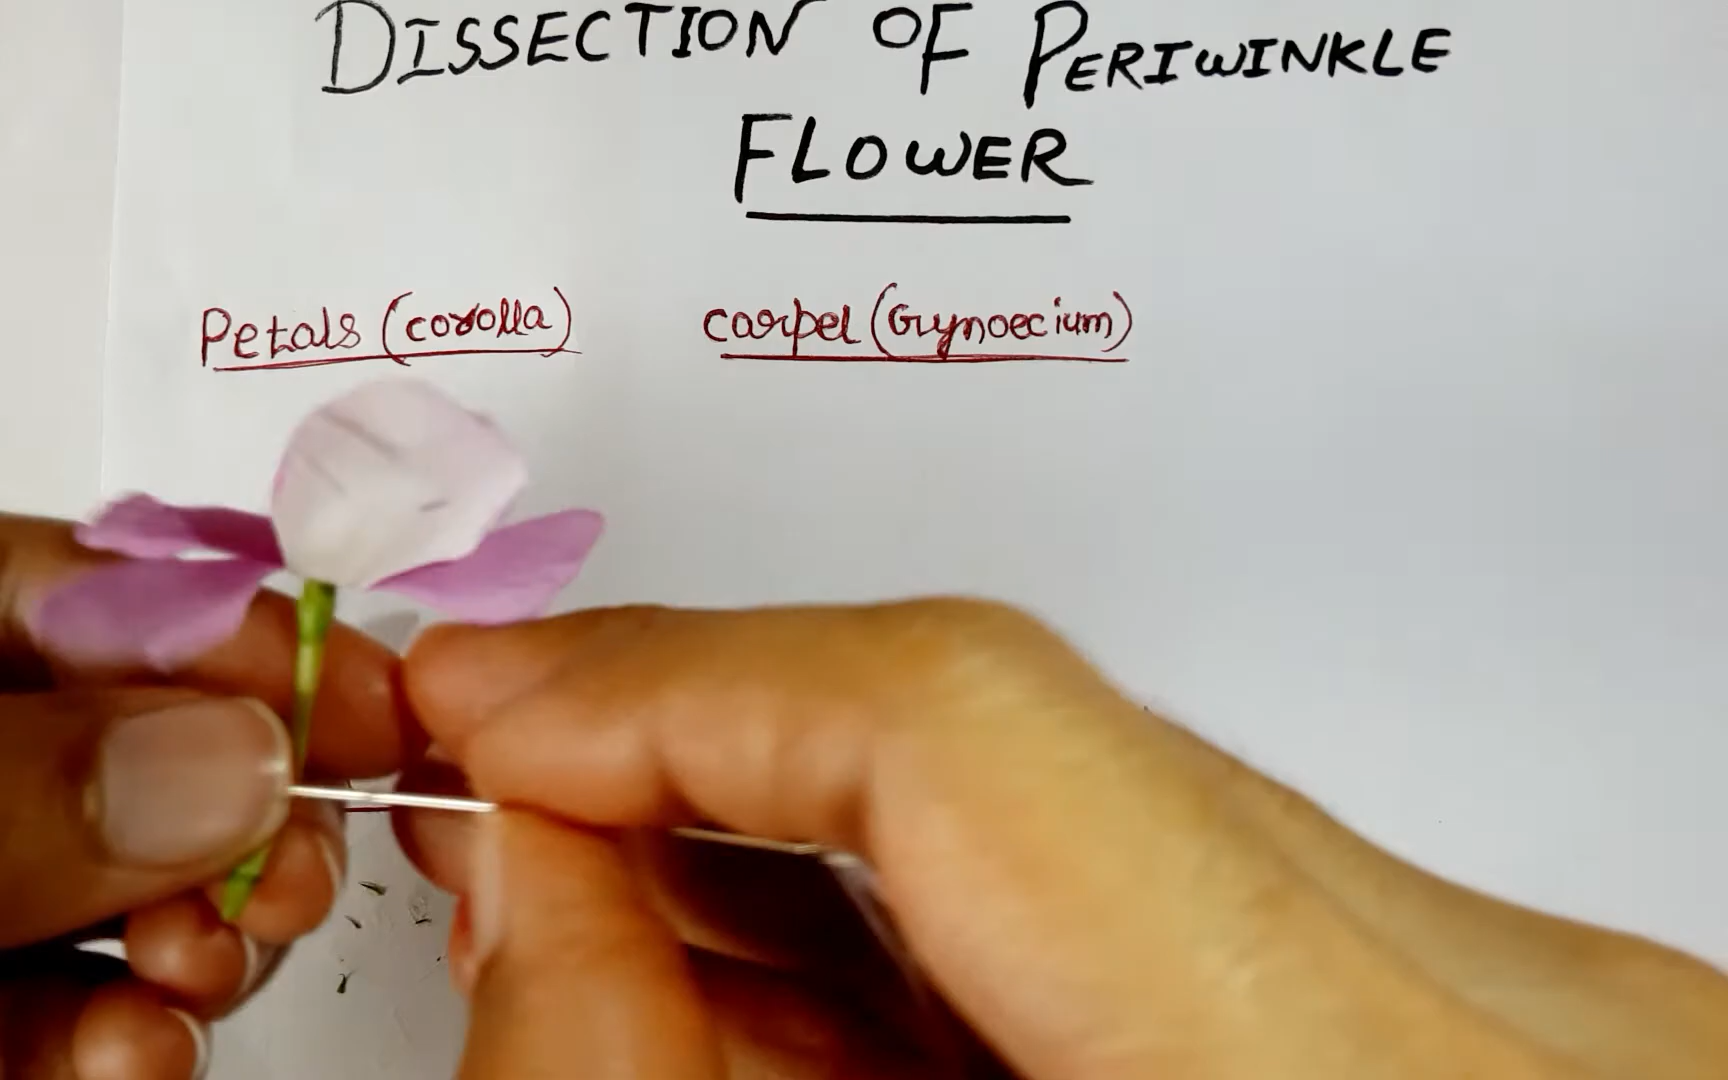 DISSECTION OF PERIWINKLE
FLOWER
Petals (corolla) carpel (Gynoecium)